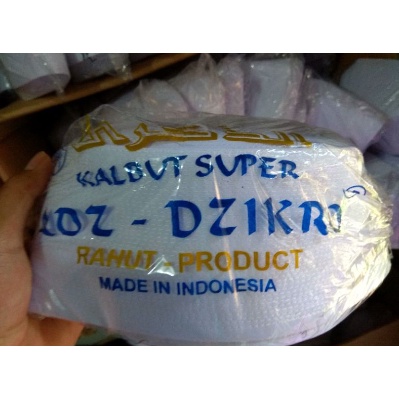 KALBUT SUPER
- DZIKRI
RAHUT - PRODUCT
MADE IN INDONESIA